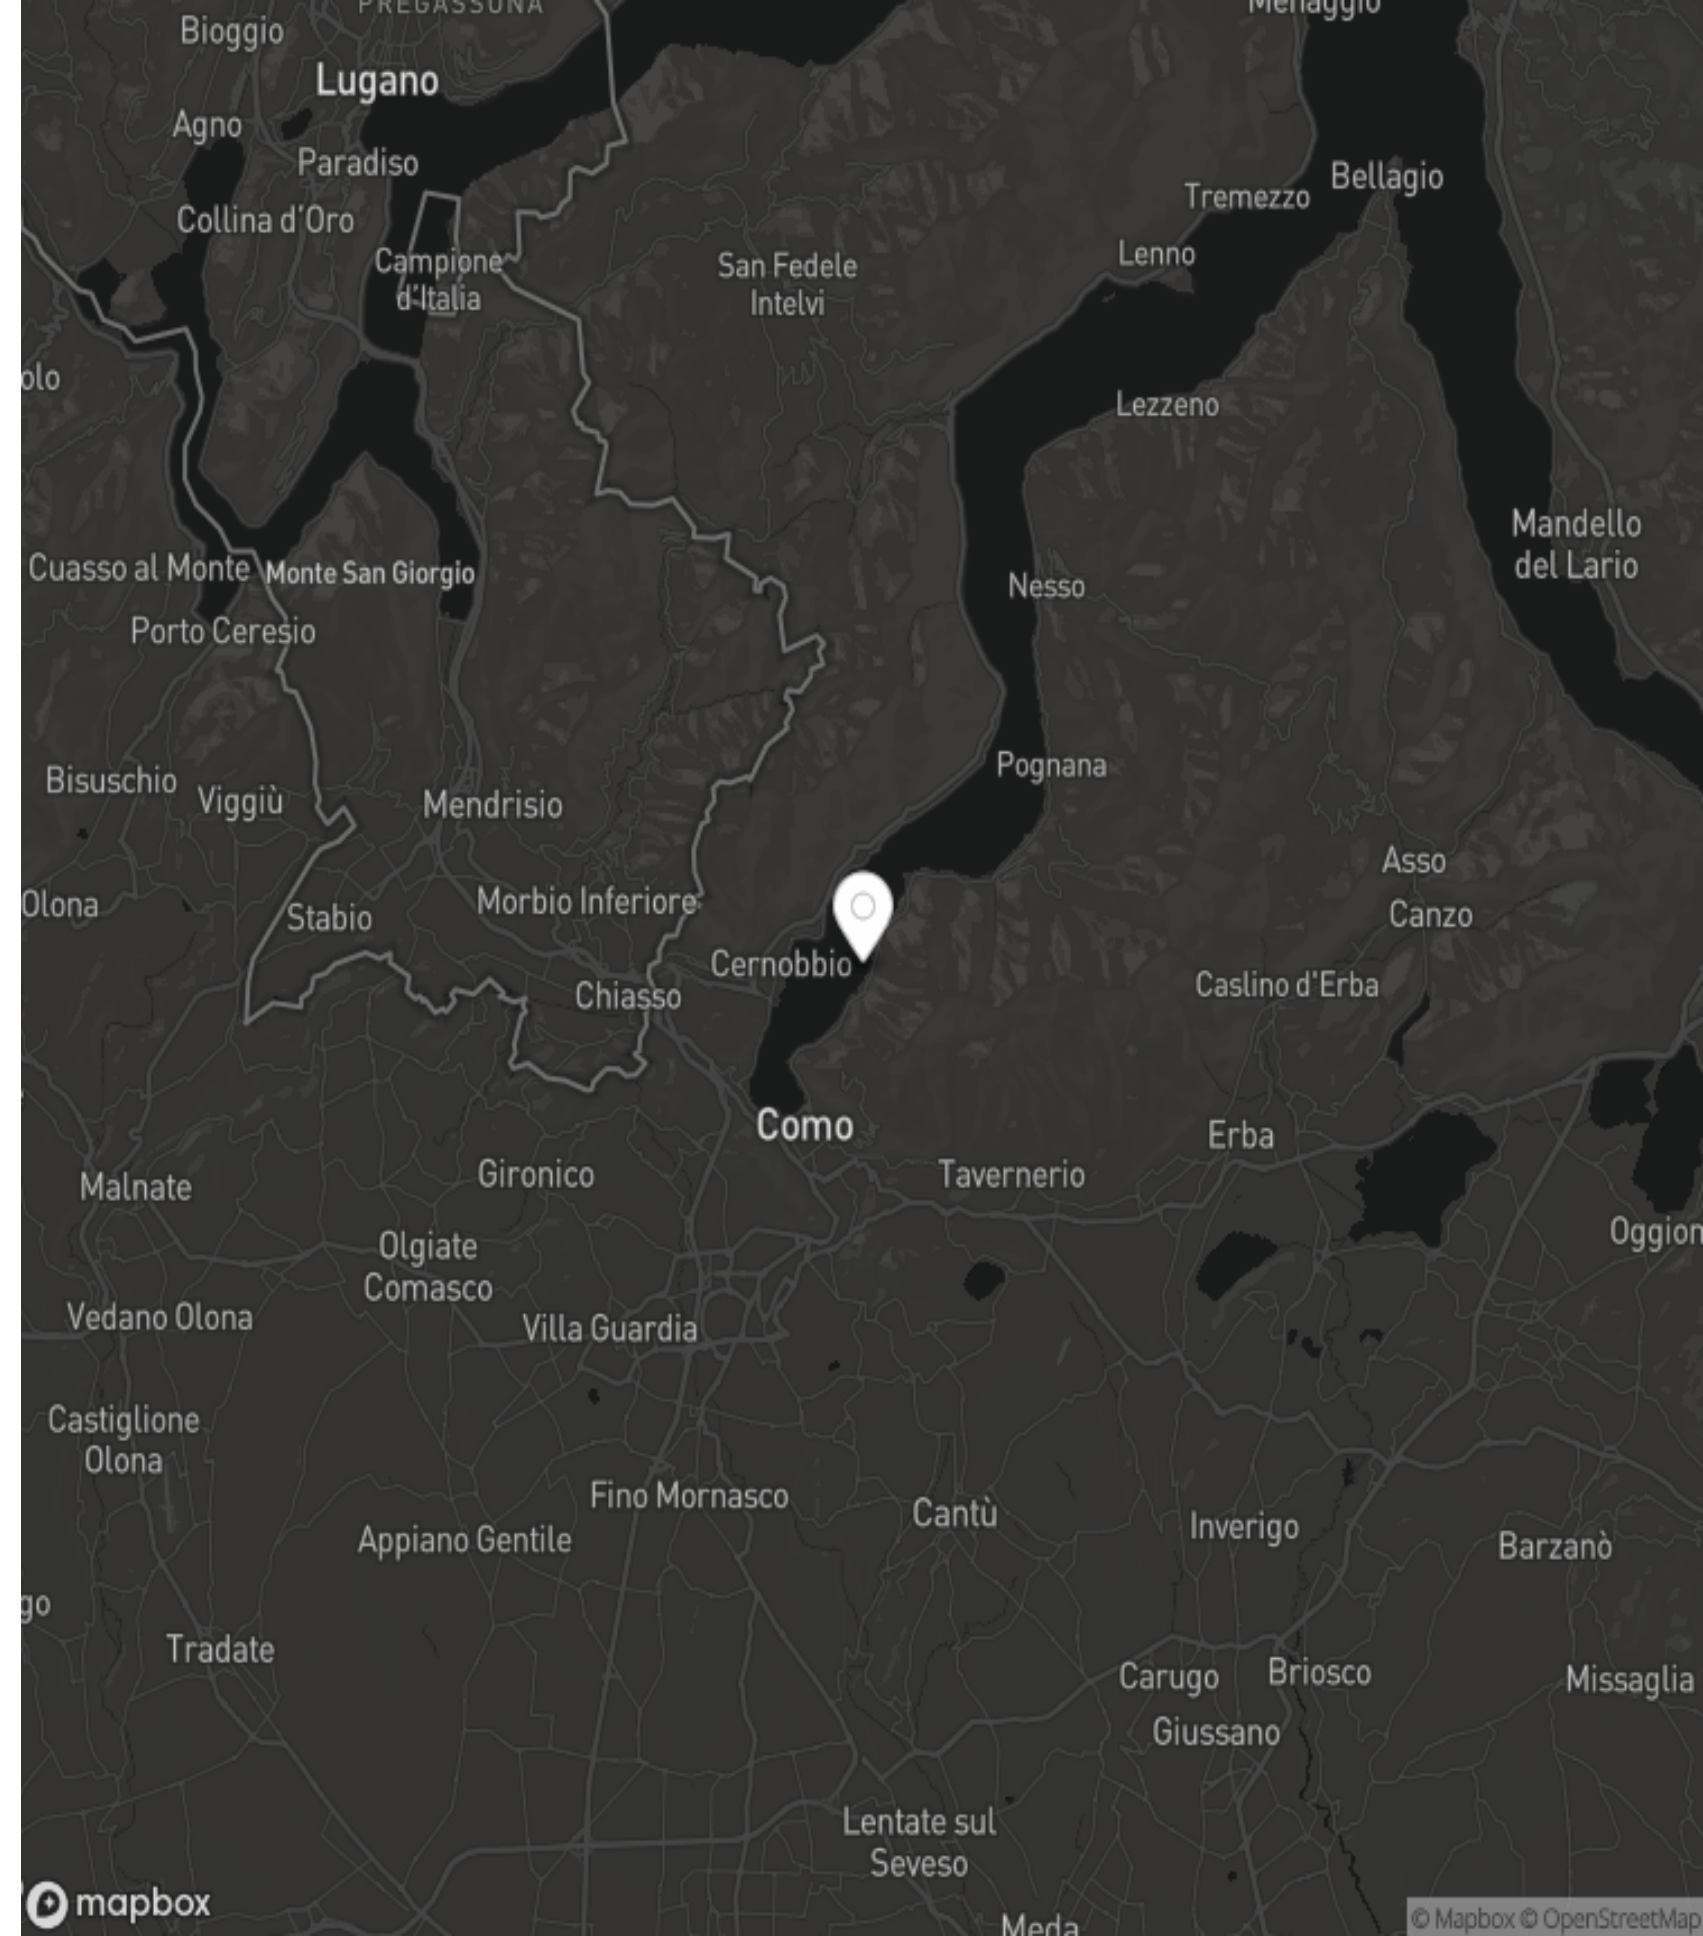 PREGASSONA
Menaggio
Bioggio
Lugano
Agno
Paradiso
Bellagio
Tremezzo
Collina d'Oro
Lenno
Campione
d'Italia
San Fedele
Intelvi
olo
Lezzeno
Mandello
del Lario
Cuasso al Monte
Monte San Giorgio
Nesso
Porto Ceresio
Pognana
Bisuschio
Viggiù
Mendrisio
Asso
Olona
Morbio Inferiore
Stabio
Canzo
Cernobbio
Caslino d'Erba
Chiasso
Como
Erba
Gironico
Tavernerio
Malnate
Oggion
Olgiate
Comasco
Vedano Olona
Villa Guardia
Castiglione
Olona
Fino Mornasco
Cantù
Inverigo
Appiano Gentile
Barzanò
go
Tradate
Carugo
Briosco
Missaglia
Giussano
Lentate sul
Seveso
mapbox
Meda
© Mapbox © OpenStreetMap